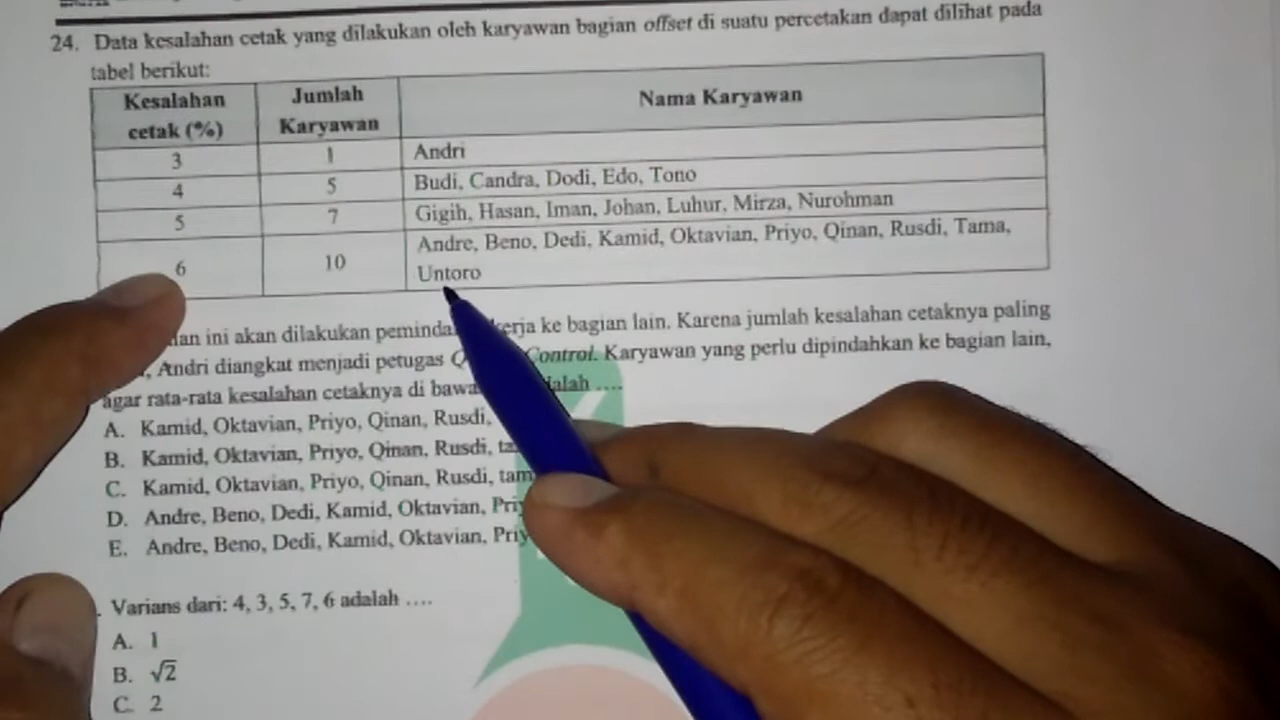 24. Data kesalahan cetak yang dilakukan oleh karyawan bagian offset di suatu percetakan dapat dilihat pada
tabel berikut:
Kesalahan cetak (%) Jumlah Karyawan Nama Karyawan
3 1 Andri
4 5 Budi, Candra, Dodi, Edo, Tono
5 7 Gigih, Hasan, Iman, Johan, Luhur, Mirza, Nurohman
6 10 Andre, Beno, Dedi, Kamid, Oktavian, Priyo, Qinan, Rusdi, Tama,
Untoro
ini akan dilakukan kerja ke bagian lain. Karena jumlah kesalahan cetaknya paling
Andri diangkat menjadi petugas Control. Karyawan yang perlu dipindahkan ke bagian lain,
agar rata-rata kesalahan cetaknya di ....
A. Kamid, Oktavian, Priyo, Qinan, Rusdi,
B. Kamid, Oktavian, Priyo, Qinan, Rusdi,
C. Kamid, Oktavian, Priyo, Qinan, Rusdi,
D. Andre, Beno, Dedi, Kamid, Oktavian,
E. Andre, Beno, Dedi, Kamid, Oktavian,
. Varians dari: 4, 3, 5, 7, 6 adalah ....
A. 1
B. √2
C. 2